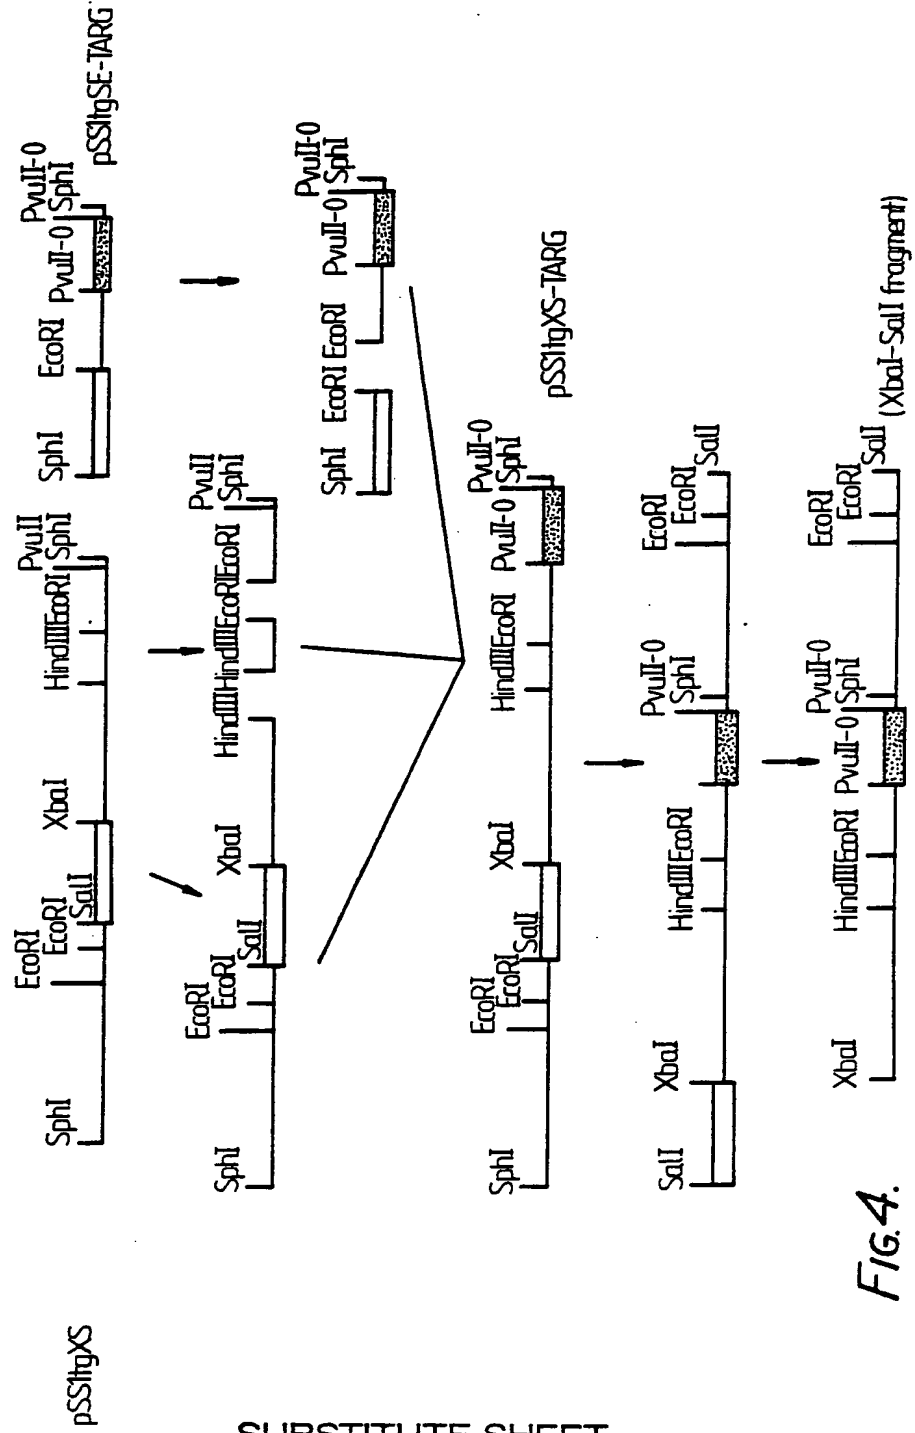 pSS1tgXS
SphI
EcoRI
EcoRI
SalI
XbaI
HindIII
EcoRI
PvuII
SphI
SphI
EcoRI
PvuII-0
PvuII-0
SphI
pSS1tgSE-TARG
SphI
EcoRI
EcoRI
SalI
XbaI
HindIII
HindIII
EcoRI
EcoRI
PvuII
SphI
SphI
EcoRI
EcoRI
PvuII-0
PvuII-0
SphI
SphI
EcoRI
EcoRI
SalI
XbaI
HindIII
EcoRI
PvuII-0
PvuII-0
SphI
pSS1tgXS-TARG
SalI
XbaI
HindIII
EcoRI
PvuII-0
SphI
EcoRI
EcoRI
SalI
XbaI
HindIII
EcoRI
PvuII-0
PvuII-0
SphI
EcoRI
EcoRI
SalI
(XbaI-SalI fragment)
FIG.4.
SUBSTITUTE SHEET